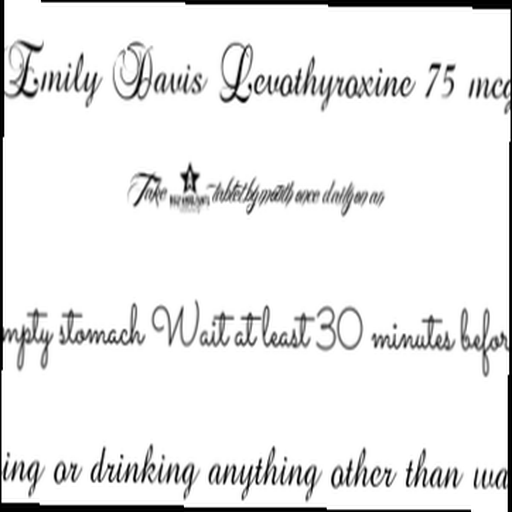 Emily Davis Levothyroxine 75 mcg
Take tablet by mouth once daily on an
mpty stomach Wait at least 30 minutes befor
ing or drinking anything other than wa